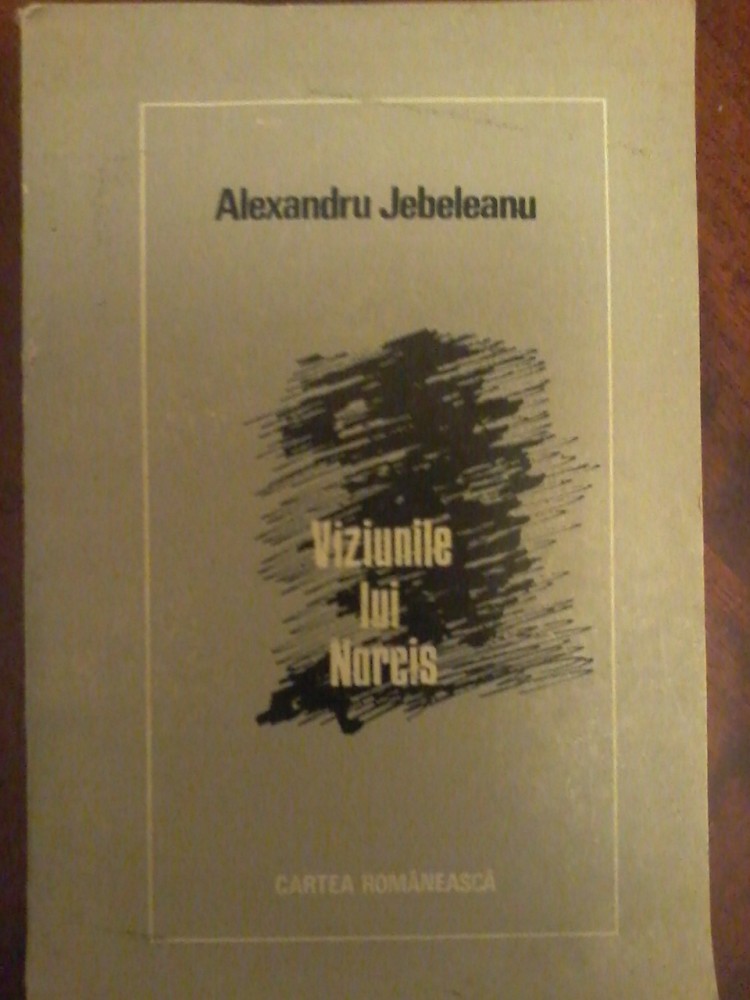 Alexandru Jebeleanu
Viziunile
lui
Narcis
CARTEA ROMÂNEASCĂ